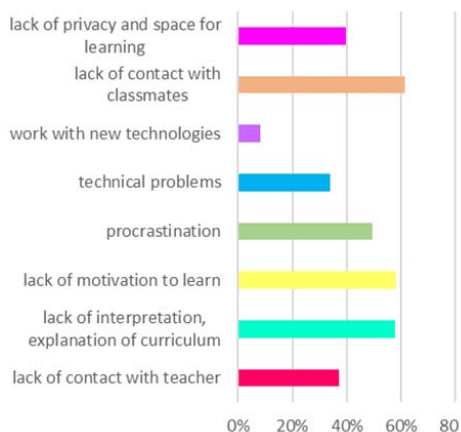 lack of privacy and space for
learning
lack of contact with
classmates
work with new technologies
technical problems
procrastination
lack of motivation to learn
lack of interpretation,
explanation of curriculum
lack of contact with teacher
0% 20% 40% 60% 80